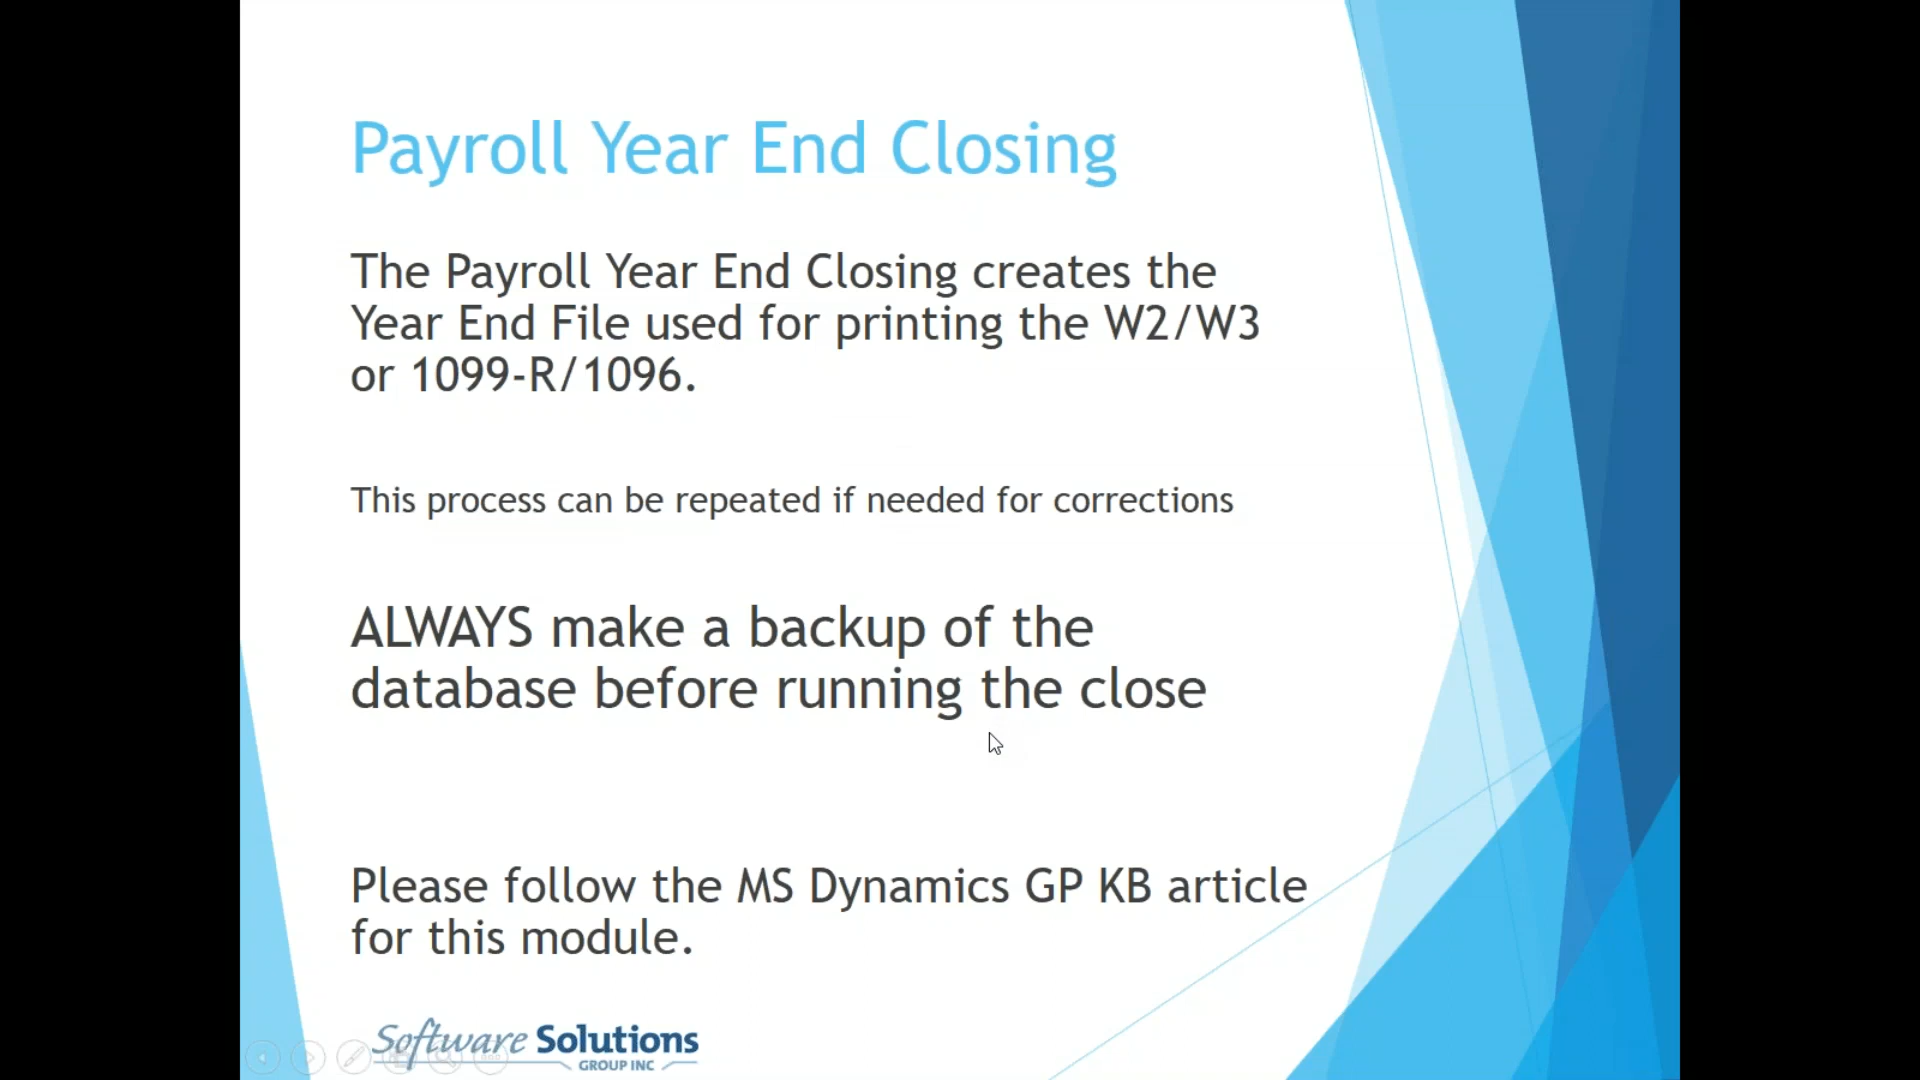 Payroll Year End Closing
The Payroll Year End Closing creates the
Year End File used for printing the W2/W3
or 1099-R/1096.
This process can be repeated if needed for corrections
ALWAYS make a backup of the
database before running the close
Please follow the MS Dynamics GP KB article
for this module.
Software Solutions
GROUP INC